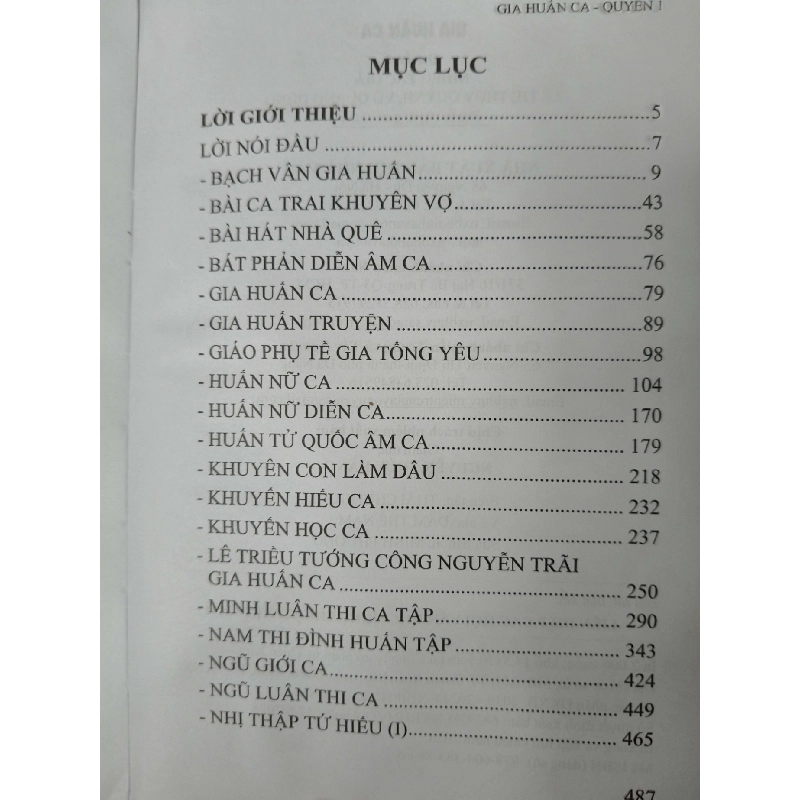 GIA HUẤN CA - QUYỂN 1
MỤC LỤC
LỜI GIỚI THIỆU ..........5
LỜI NÓI ĐẦU ..........7
- BẠCH VÂN GIA HUẤN..........9
- BÀI CA TRAI KHUYÊN VỢ..........43
- BÀI HÁT NHÀ QUÊ ..........58
- BÁT PHẢN DIỄN ÂM CA ..........76
- GIA HUẤN CA ..........79
- GIA HUẤN TRUYỆN ..........89
- GIÁO PHỤ TỀ GIA TỔNG YẾU ..........98
- HUẤN NỮ CA ..........104
- HUẤN NỮ DIỄN CA..........170
- HUẤN TỬ QUỐC ÂM CA..........179
- KHUYÊN CON LÀM DÂU ..........218
- KHUYẾN HIẾU CA ..........232
- KHUYẾN HỌC CA ..........237
- LÊ TRIỀU TƯỚNG CÔNG NGUYỄN TRÃI
GIA HUẤN CA ..........250
- MINH LUÂN THI CA TẬP..........290
- NAM THI ĐÌNH HUẤN TẬP..........343
- NGŨ GIỚI CA..........424
- NGŨ LUÂN THI CA ..........449
- NHỊ THẬP TỨ HIẾU (I)..........465
487